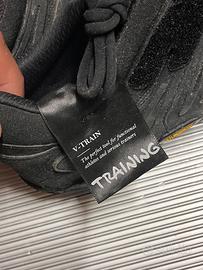 V-TRAIN
The perfect tool for functional
athletes and serious trainers
TRAINING